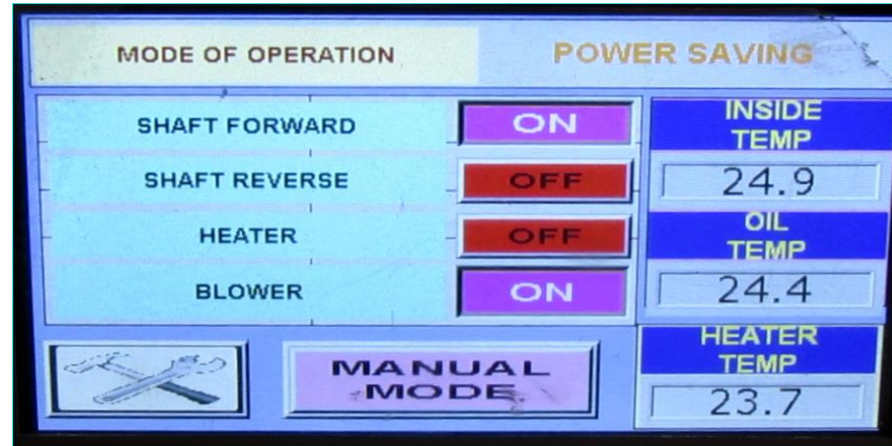 MODE OF OPERATION POWER SAVING
SHAFT FORWARD ON
INSIDE
TEMP
SHAFT REVERSE OFF
24.9
HEATER OFF
OIL
TEMP
BLOWER ON
24.4
MANUAL
MODE
HEATER
TEMP
23.7